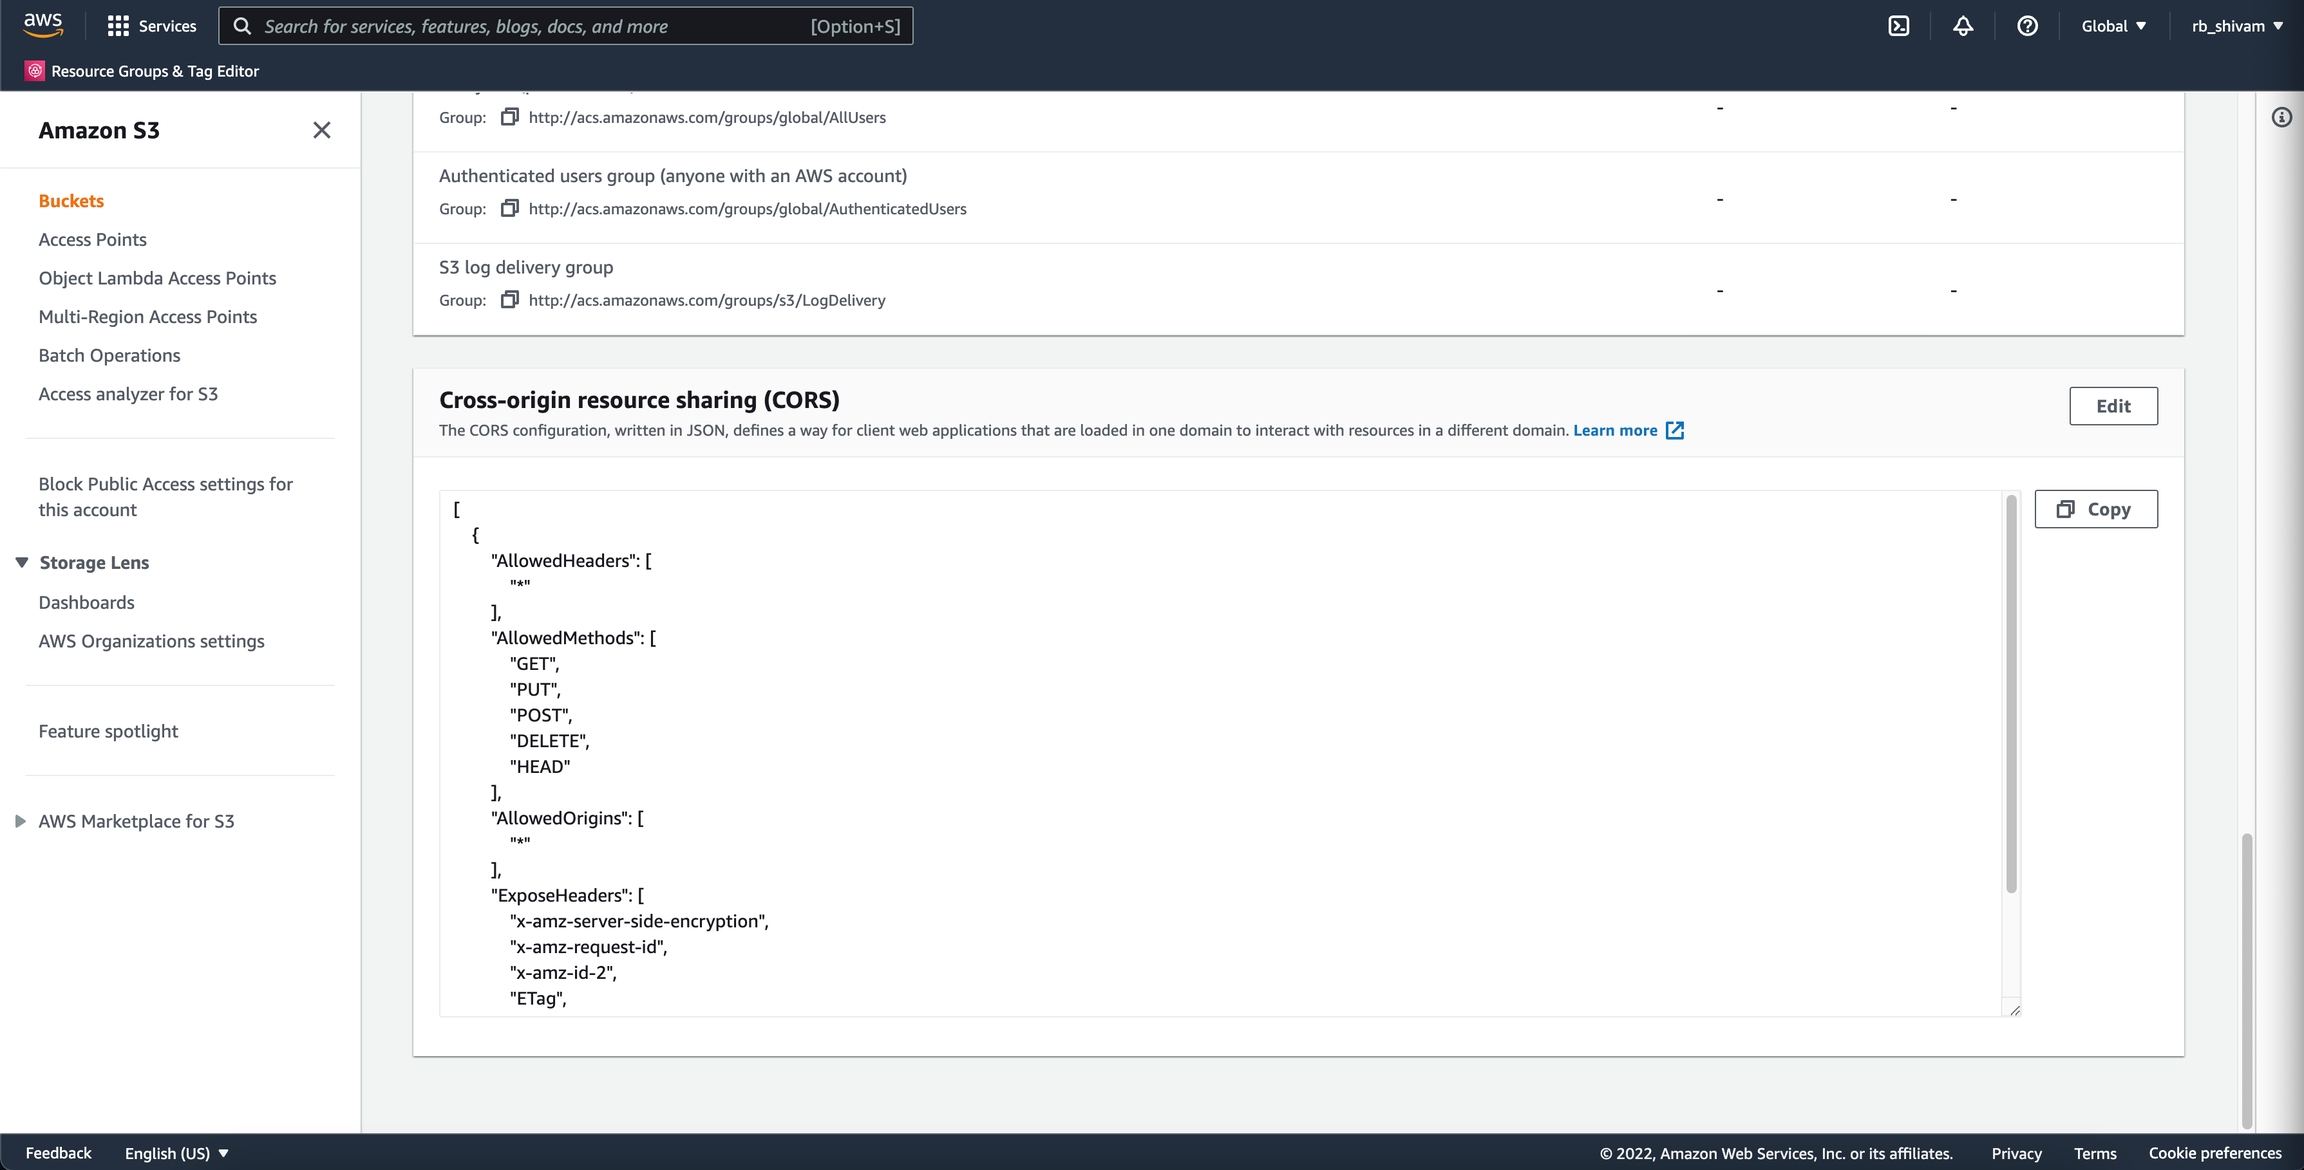 aws
Services
Search for services, features, blogs, docs, and more
[Option+S]
Global ▼
rb_shivam ▼
Resource Groups & Tag Editor
Amazon S3
Buckets
Access Points
Object Lambda Access Points
Multi-Region Access Points
Batch Operations
Access analyzer for S3
Block Public Access settings for
this account
Storage Lens
Dashboards
AWS Organizations settings
Feature spotlight
AWS Marketplace for S3
Group: http://acs.amazonaws.com/groups/global/AllUsers
-
-
Authenticated users group (anyone with an AWS account)
Group: http://acs.amazonaws.com/groups/global/AuthenticatedUsers
-
-
S3 log delivery group
Group: http://acs.amazonaws.com/groups/s3/LogDelivery
-
-
Cross-origin resource sharing (CORS)
Edit
The CORS configuration, written in JSON, defines a way for client web applications that are loaded in one domain to interact with resources in a different domain. Learn more
Copy
[
{
"AllowedHeaders": [
"*"
],
"AllowedMethods": [
"GET",
"PUT",
"POST",
"DELETE",
"HEAD"
],
"AllowedOrigins": [
"*"
],
"ExposeHeaders": [
"x-amz-server-side-encryption",
"x-amz-request-id",
"x-amz-id-2",
"ETag",
Feedback
English (US) ▼
© 2022, Amazon Web Services, Inc. or its affiliates.
Privacy
Terms
Cookie preferences